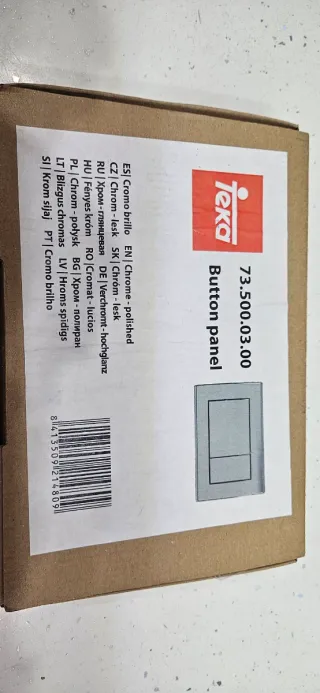 Teka
73.500.03.00
Button panel
ES| Cromo brillo EN | Chrome - polished
CZ | Chrom - lesk SK | Chróm - lesk
RU | Хром - глянцевая DE | Verchromt - hochglanz
HU | Fényes króm RO |Cromat - lucios
PL | Chrom - połysk BG | Хром - полиран
LT | Blizgus chromas LV | Hroms spīdīgs
SI | Krom sijaj PT | Cromo brilho
8413509214809